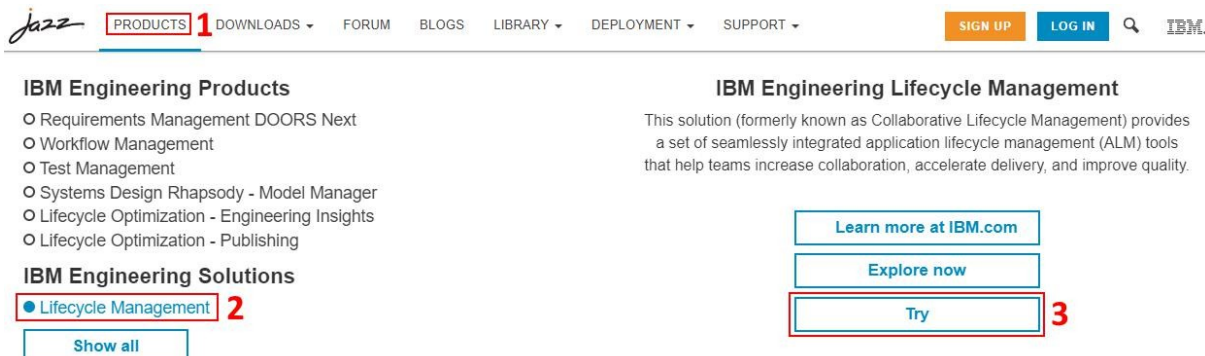 jazz PRODUCTS 1 DOWNLOADS FORUM BLOGS LIBRARY DEPLOYMENT SUPPORT SIGN UP LOG IN IBM.
IBM Engineering Products
Requirements Management DOORS Next
Workflow Management
Test Management
Systems Design Rhapsody - Model Manager
Lifecycle Optimization - Engineering Insights
Lifecycle Optimization - Publishing
IBM Engineering Solutions
Lifecycle Management 2
Show all
IBM Engineering Lifecycle Management
This solution (formerly known as Collaborative Lifecycle Management) provides
a set of seamlessly integrated application lifecycle management (ALM) tools
that help teams increase collaboration, accelerate delivery, and improve quality.
Learn more at IBM.com
Explore now
Try 3